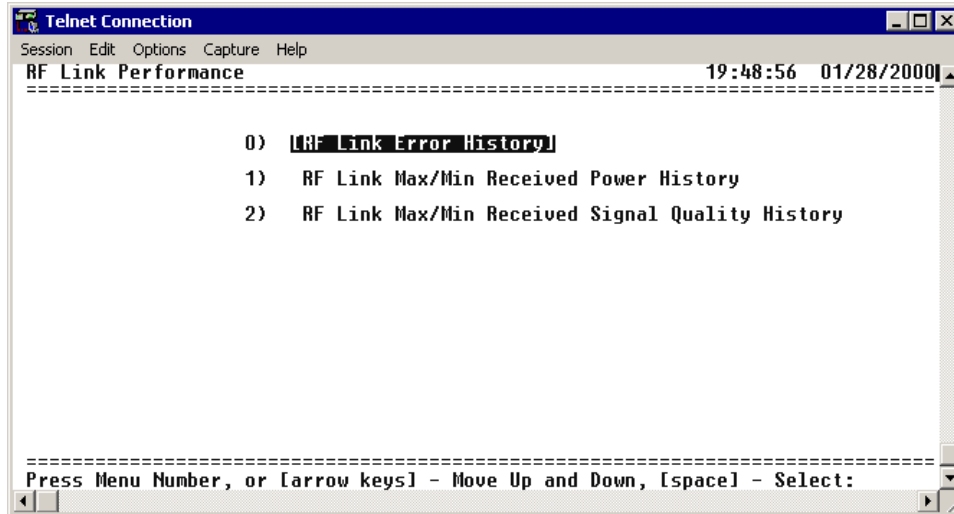 Telnet Connection
Session Edit Options Capture Help
RF Link Performance 19:48:56 01/28/2000
================================================================================
0) [RF Link Error History]
1) RF Link Max/Min Received Power History
2) RF Link Max/Min Received Signal Quality History
================================================================================
Press Menu Number, or [arrow keys] - Move Up and Down, [space] - Select: